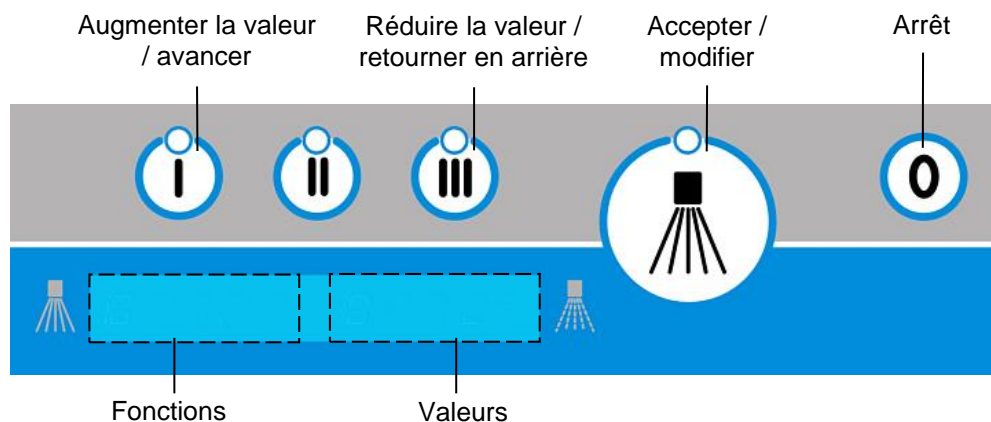 Augmenter la valeur
/ avancer
Réduire la valeur /
retourner en arrière
Accepter /
modifier
Arrêt
I
II
III
0
Fonctions
Valeurs